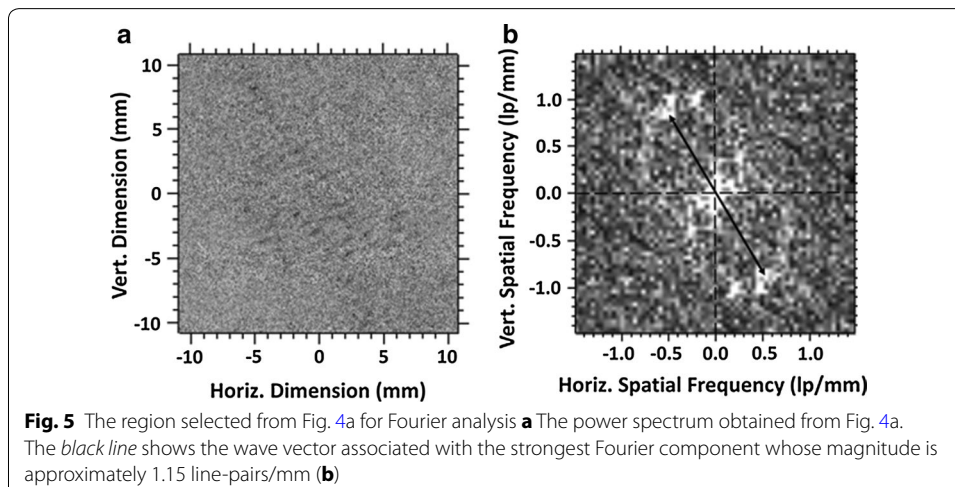 a
b
10
5
0
-5
-10
Vert. Dimension (mm)
-10 -5 0 5 10
Horiz. Dimension (mm)
1.0
0.5
0.0
-0.5
-1.0
Vert. Spatial Frequency (lp/mm)
-1.0 -0.5 0.0 0.5 1.0
Horiz. Spatial Frequency (lp/mm)
Fig. 5 The region selected from Fig. 4a for Fourier analysis a The power spectrum obtained from Fig. 4a.
The black line shows the wave vector associated with the strongest Fourier component whose magnitude is
approximately 1.15 line-pairs/mm (b)